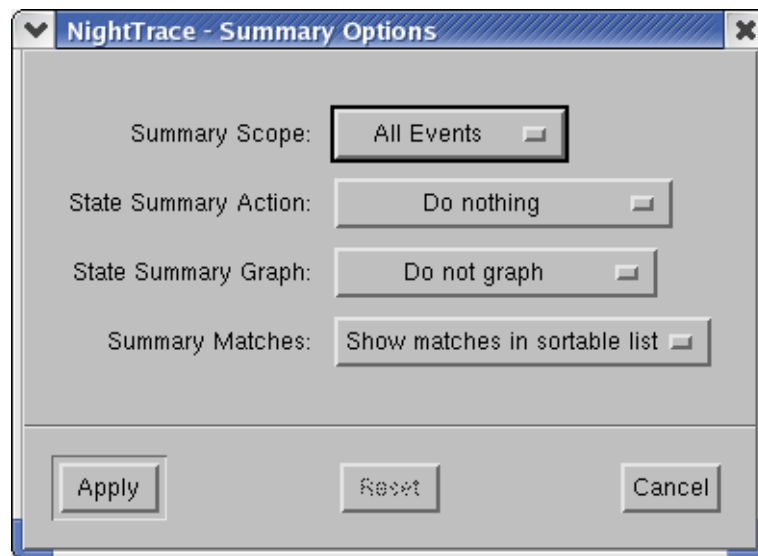 NightTrace - Summary Options
Summary Scope: All Events
State Summary Action: Do nothing
State Summary Graph: Do not graph
Summary Matches: Show matches in sortable list
Apply Reset Cancel